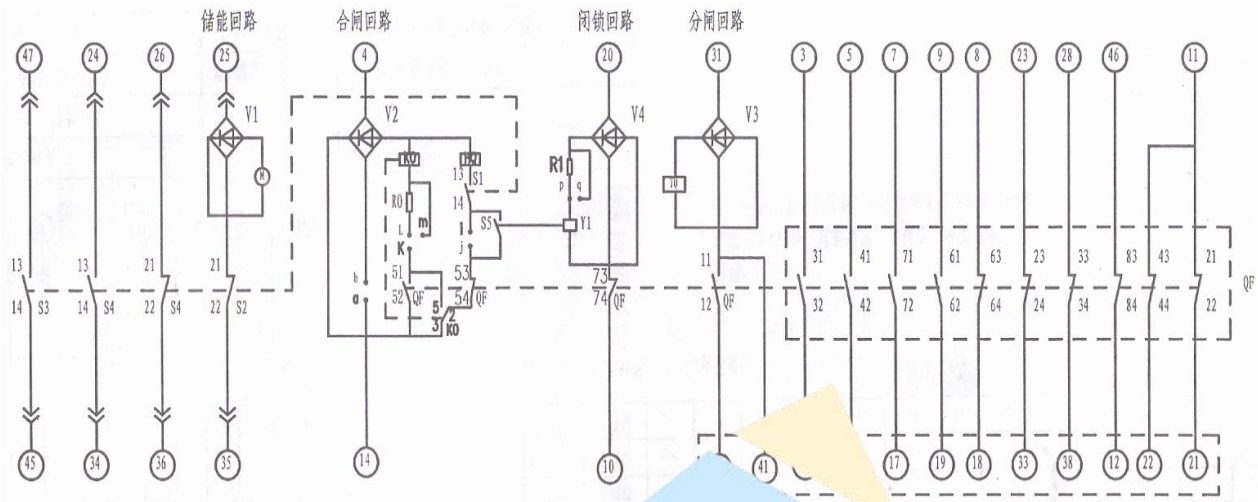 储能回路 合闸回路 闭锁回路 分闸回路
47 24 26 25 4 20 31 3 5 7 9 8 23 28 46 11
V1 V2 V4 V3
M K0 HQ R1
13 S1
R0 p q
14
L m S5 Y1
K j
13 13 21 21 51 53 73 11 31 41 71 61 63 23 33 83 43 21
b
a
14 S3 14 S4 22 S4 22 S2 52 QF 54 QF 74 QF 12 QF 32 42 72 62 64 24 34 84 44 22 QF
5 2
3 K0
45 34 36 35 14 10 41 17 19 18 33 38 12 22 21